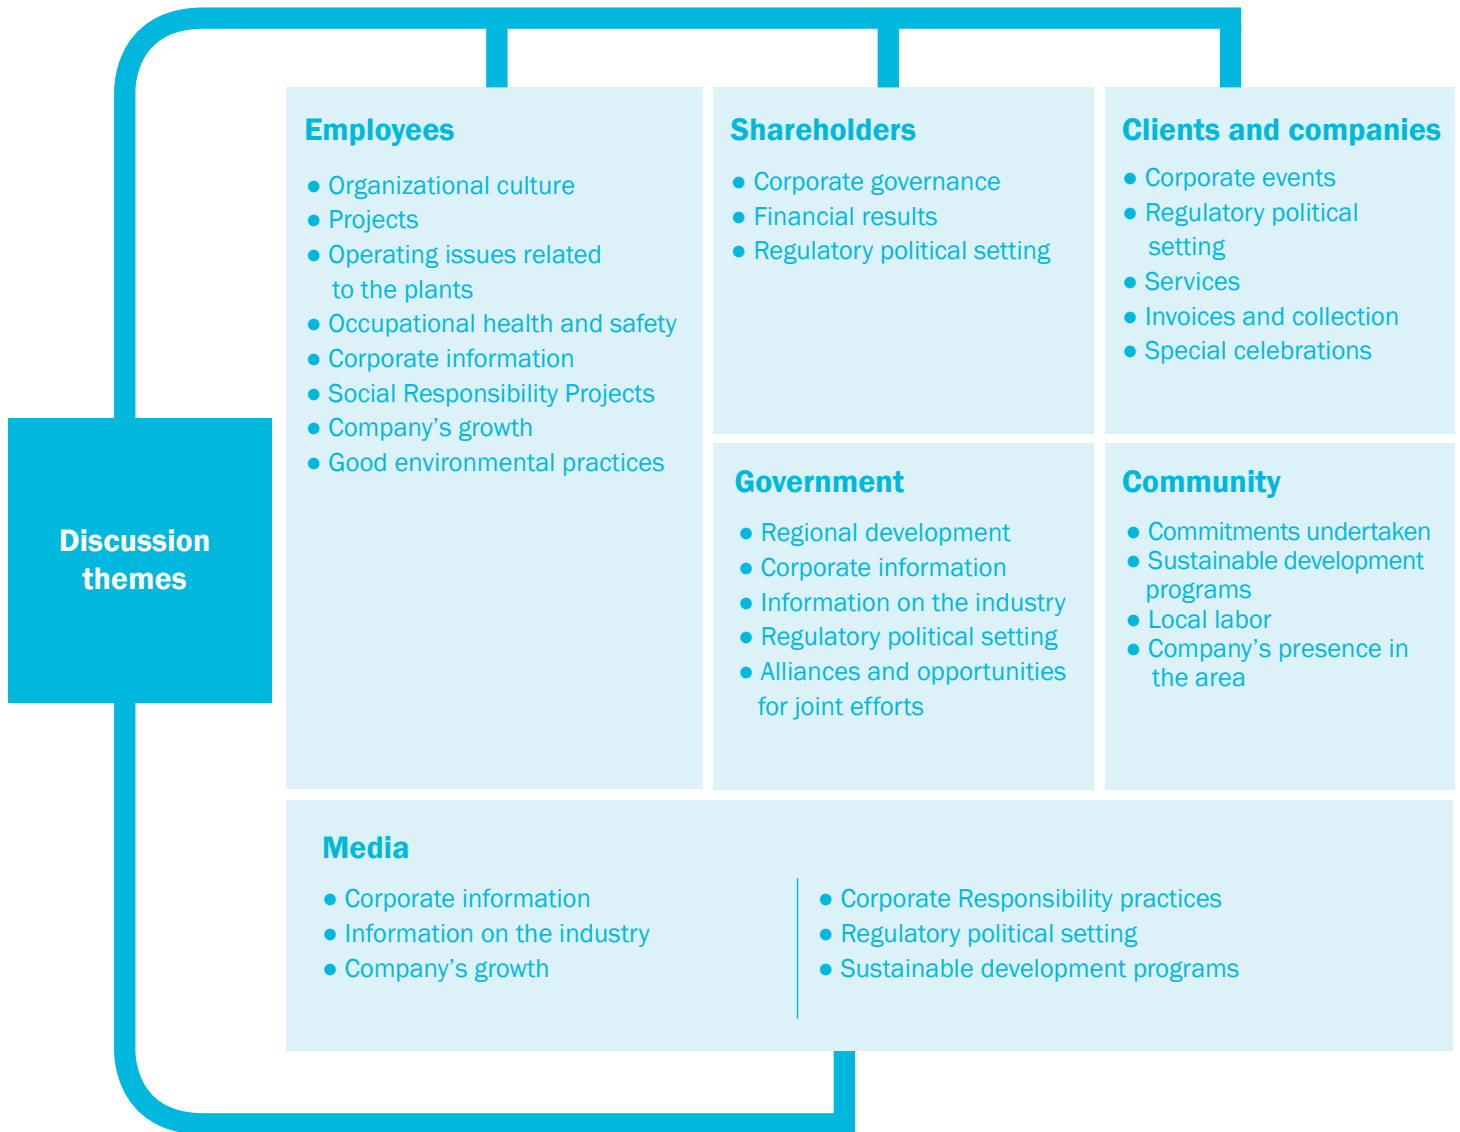 Discussion
themes
Employees
● Organizational culture
● Projects
● Operating issues related
to the plants
● Occupational health and safety
● Corporate information
● Social Responsibility Projects
● Company’s growth
● Good environmental practices
Shareholders
● Corporate governance
● Financial results
● Regulatory political setting
Clients and companies
● Corporate events
● Regulatory political
setting
● Services
● Invoices and collection
● Special celebrations
Government
● Regional development
● Corporate information
● Information on the industry
● Regulatory political setting
● Alliances and opportunities
for joint efforts
Community
● Commitments undertaken
● Sustainable development
programs
● Local labor
● Company’s presence in
the area
Media
● Corporate information
● Information on the industry
● Company’s growth
● Corporate Responsibility practices
● Regulatory political setting
● Sustainable development programs